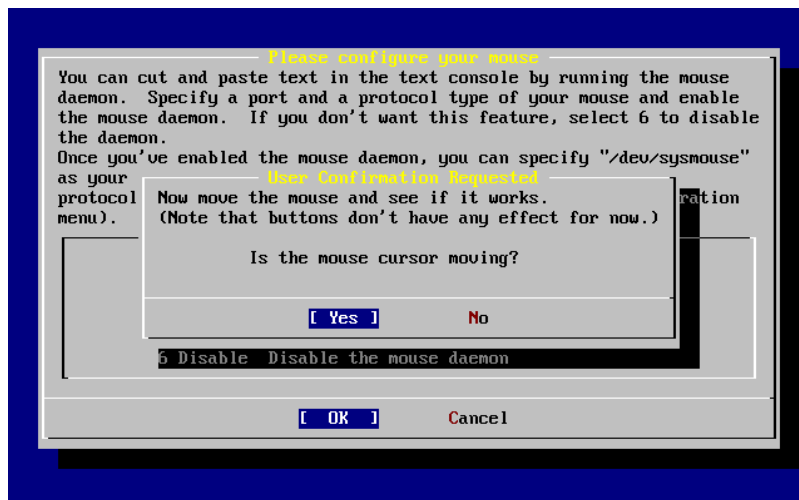 Please configure your mouse
You can cut and paste text in the text console by running the mouse
daemon.  Specify a port and a protocol type of your mouse and enable
the mouse daemon.  If you don't want this feature, select 6 to disable
the daemon.
Once you've enabled the mouse daemon, you can specify "/dev/sysmouse"
as your
protocol ration
menu).
User Confirmation Requested
Now move the mouse and see if it works.
(Note that buttons don't have any effect for now.)
Is the mouse cursor moving?
[ Yes ] No
6 Disable  Disable the mouse daemon
[ OK ] Cancel